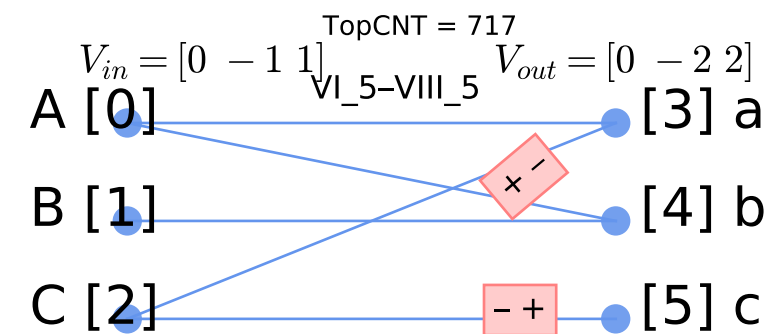 TopCNT = 717
V_in = [0 −1 1] V_out = [0 −2 2]
VI_5–VIII_5
A [0] [3] a
+ −
B [1] [4] b
C [2] − + [5] c